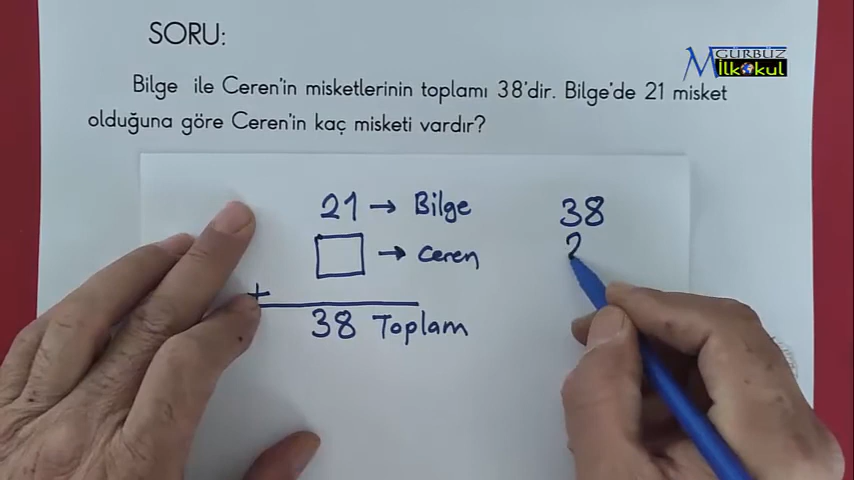 SORU:
GÜRBÜZ
İlkokul
Bilge ile Ceren'in misketlerinin toplamı 38'dir. Bilge'de 21 misket
olduğuna göre Ceren'in kaç misketi vardır?
21 → Bilge 38
→ Ceren 2
+
38 Toplam